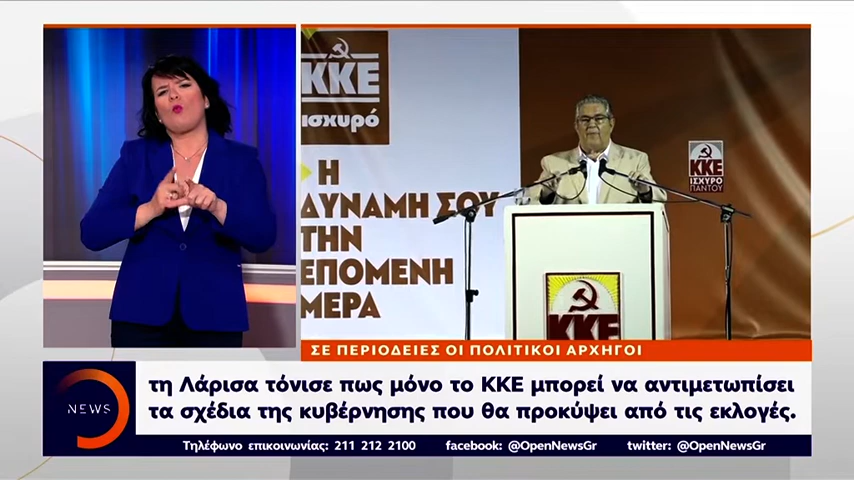 ΚΚΕ
ισχυρό
Η
ΔΥΝΑΜΗ ΣΟΥ
ΤΗΝ
ΕΠΟΜΕΝΗ
ΜΕΡΑ
ΚΚΕ
ΙΣΧΥΡΟ
ΠΑΝΤΟΥ
ΚΚΕ
ΣΕ ΠΕΡΙΟΔΕΙΕΣ ΟΙ ΠΟΛΙΤΙΚΟΙ ΑΡΧΗΓΟΙ
NEWS
τη Λάρισα τόνισε πως μόνο το ΚΚΕ μπορεί να αντιμετωπίσει
τα σχέδια της κυβέρνησης που θα προκύψει από τις εκλογές.
Τηλέφωνο επικοινωνίας: 211 212 2100 facebook: @OpenNewsGr twitter: @OpenNewsGr